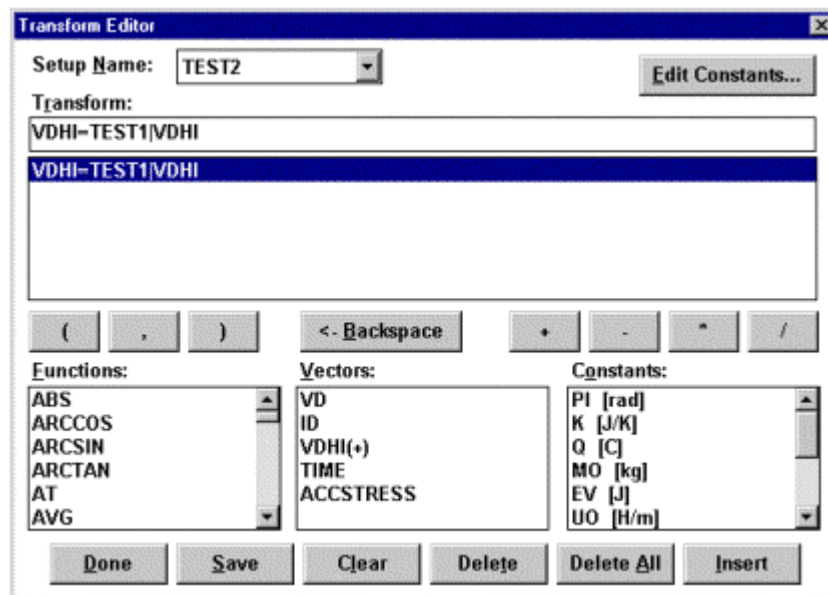 Transform Editor
Setup Name: TEST2 Edit Constants...
Transform:
VDHI=TEST1|VDHI
VDHI=TEST1|VDHI
( , ) <- Backspace + - * /
Functions: Vectors: Constants:
ABS VD PI [rad]
ARCCOS ID K [J/K]
ARCSIN VDHI(+) Q [C]
ARCTAN TIME MO [kg]
AT ACCSTRESS EV [J]
AVG UO [H/m]
Done Save Clear Delete Delete All Insert